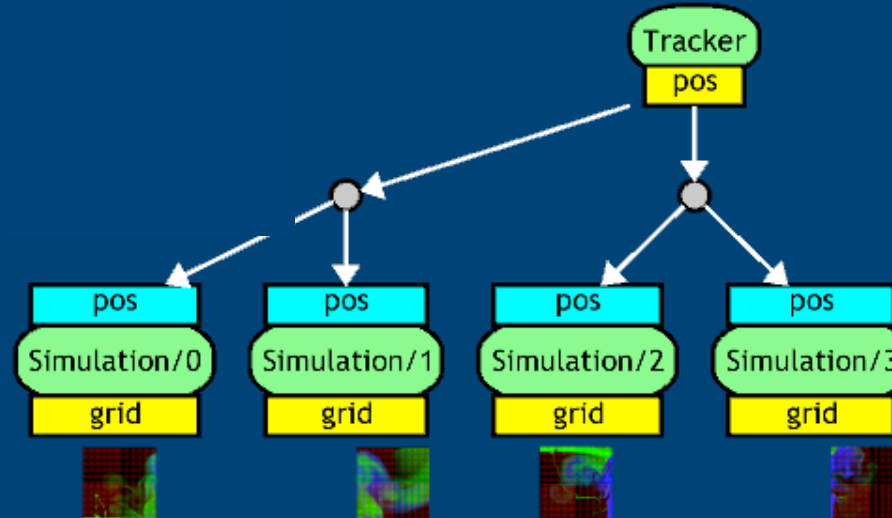 Tracker
pos
pos pos pos pos
Simulation/0 Simulation/1 Simulation/2 Simulation/3
grid grid grid grid